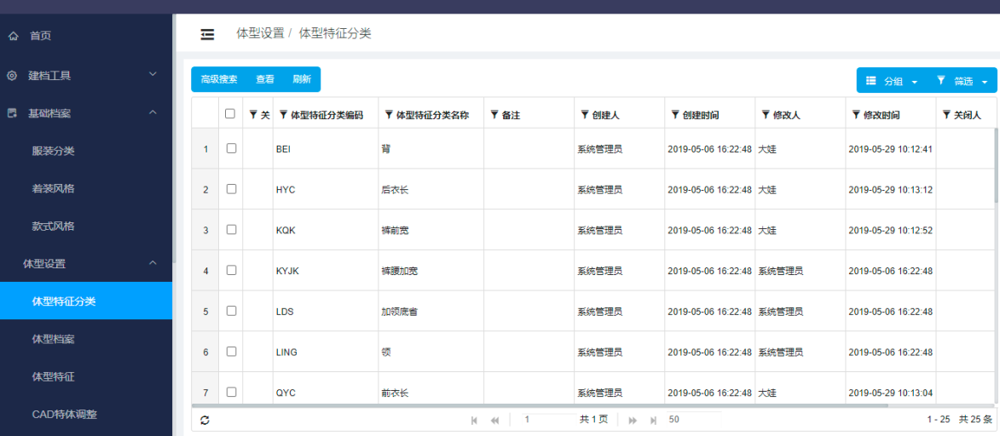 首页
建档工具
基础档案
服装分类
着装风格
款式风格
体型设置
体型特征分类
体型档案
体型特征
CAD特体调整
体型设置 / 体型特征分类
高级搜索 查看 刷新
分组 筛选
关 体型特征分类编码 体型特征分类名称 备注 创建人 创建时间 修改人 修改时间 关闭人
1 BEI 背 系统管理员 2019-05-06 16:22:48 大娃 2019-05-29 10:12:41
2 HYC 后衣长 系统管理员 2019-05-06 16:22:48 大娃 2019-05-29 10:13:12
3 KQK 裤前宽 系统管理员 2019-05-06 16:22:48 大娃 2019-05-29 10:12:52
4 KYJK 裤腰加宽 系统管理员 2019-05-06 16:22:48 系统管理员 2019-05-06 16:22:48
5 LDS 加领底省 系统管理员 2019-05-06 16:22:48 系统管理员 2019-05-06 16:22:48
6 LING 领 系统管理员 2019-05-06 16:22:48 系统管理员 2019-05-06 16:22:48
7 QYC 前衣长 系统管理员 2019-05-06 16:22:48 大娃 2019-05-29 10:13:04
1 共1页 50 1 - 25 共 25 条